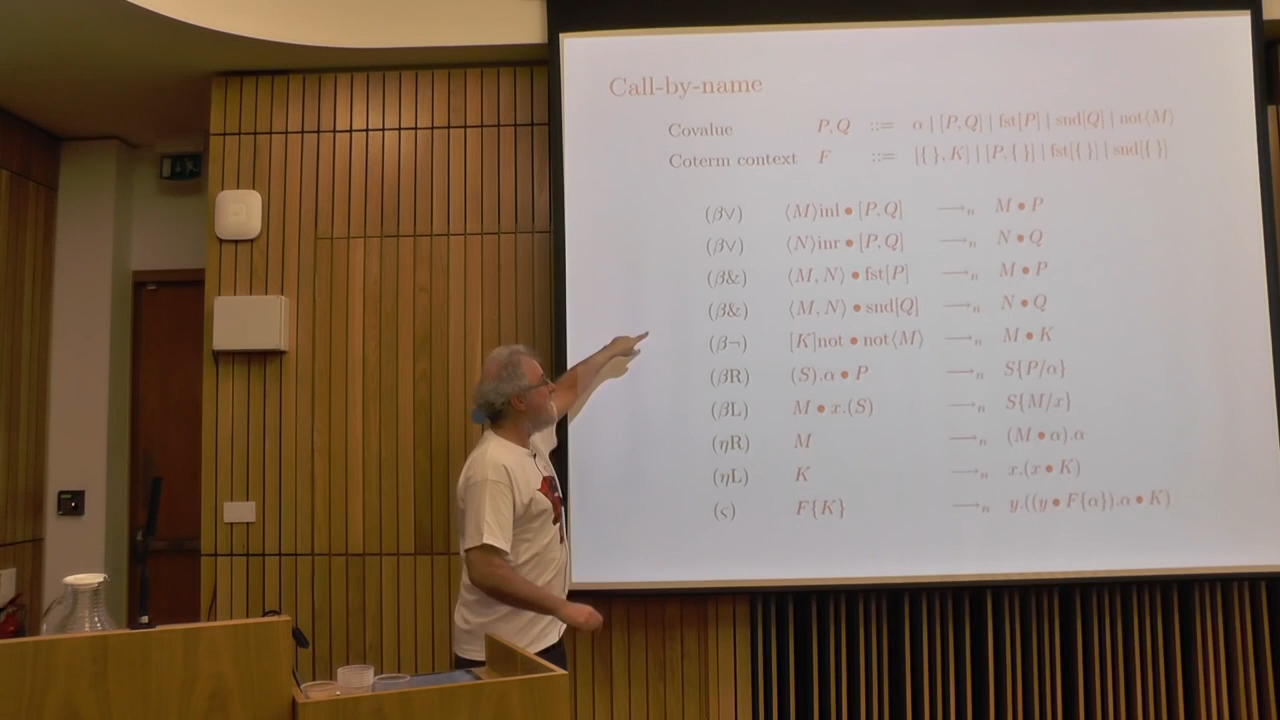 Call-by-name
Covalue P, Q ::= α | [P, Q] | fst[P] | snd[Q] | not⟨M⟩
Coterm context F ::= [{ }, K] | [P, { }] | fst[{ }] | snd[{ }]
(β∨) ⟨M⟩inl • [P, Q] ⟶ₙ M • P
(β∨) ⟨N⟩inr • [P, Q] ⟶ₙ N • Q
(β&) ⟨M, N⟩ • fst[P] ⟶ₙ M • P
(β&) ⟨M, N⟩ • snd[Q] ⟶ₙ N • Q
(β¬) [K]not • not⟨M⟩ ⟶ₙ M • K
(βR) (S).α • P ⟶ₙ S{P/α}
(βL) M • x.(S) ⟶ₙ S{M/x}
(ηR) M ⟶ₙ (M • α).α
(ηL) K ⟶ₙ x.(x • K)
(ς) F{K} ⟶ₙ y.((y • F{α}).α • K)